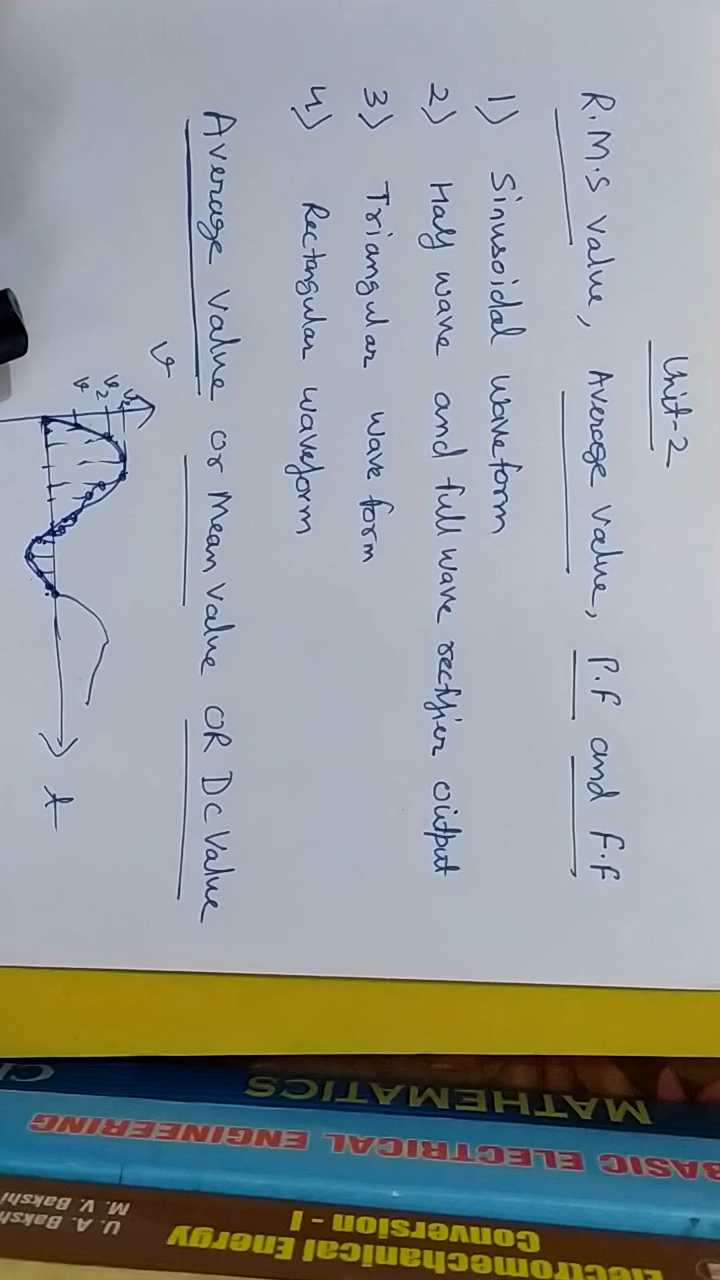 Unit-2
R.M.S value, Average value, P.F and F.F
1) Sinusoidal waveform
2) Half wave and full wave rectifier output
3) Triangular wave form
4) Rectangular waveform
Average value or Mean value OR DC Value
v
v3
v2
v
t
MATHEMATICS
BASIC ELECTRICAL ENGINEERING
Electromechanical Energy
Conversion - I
U. A. Bakshi
M. V. Bakshi